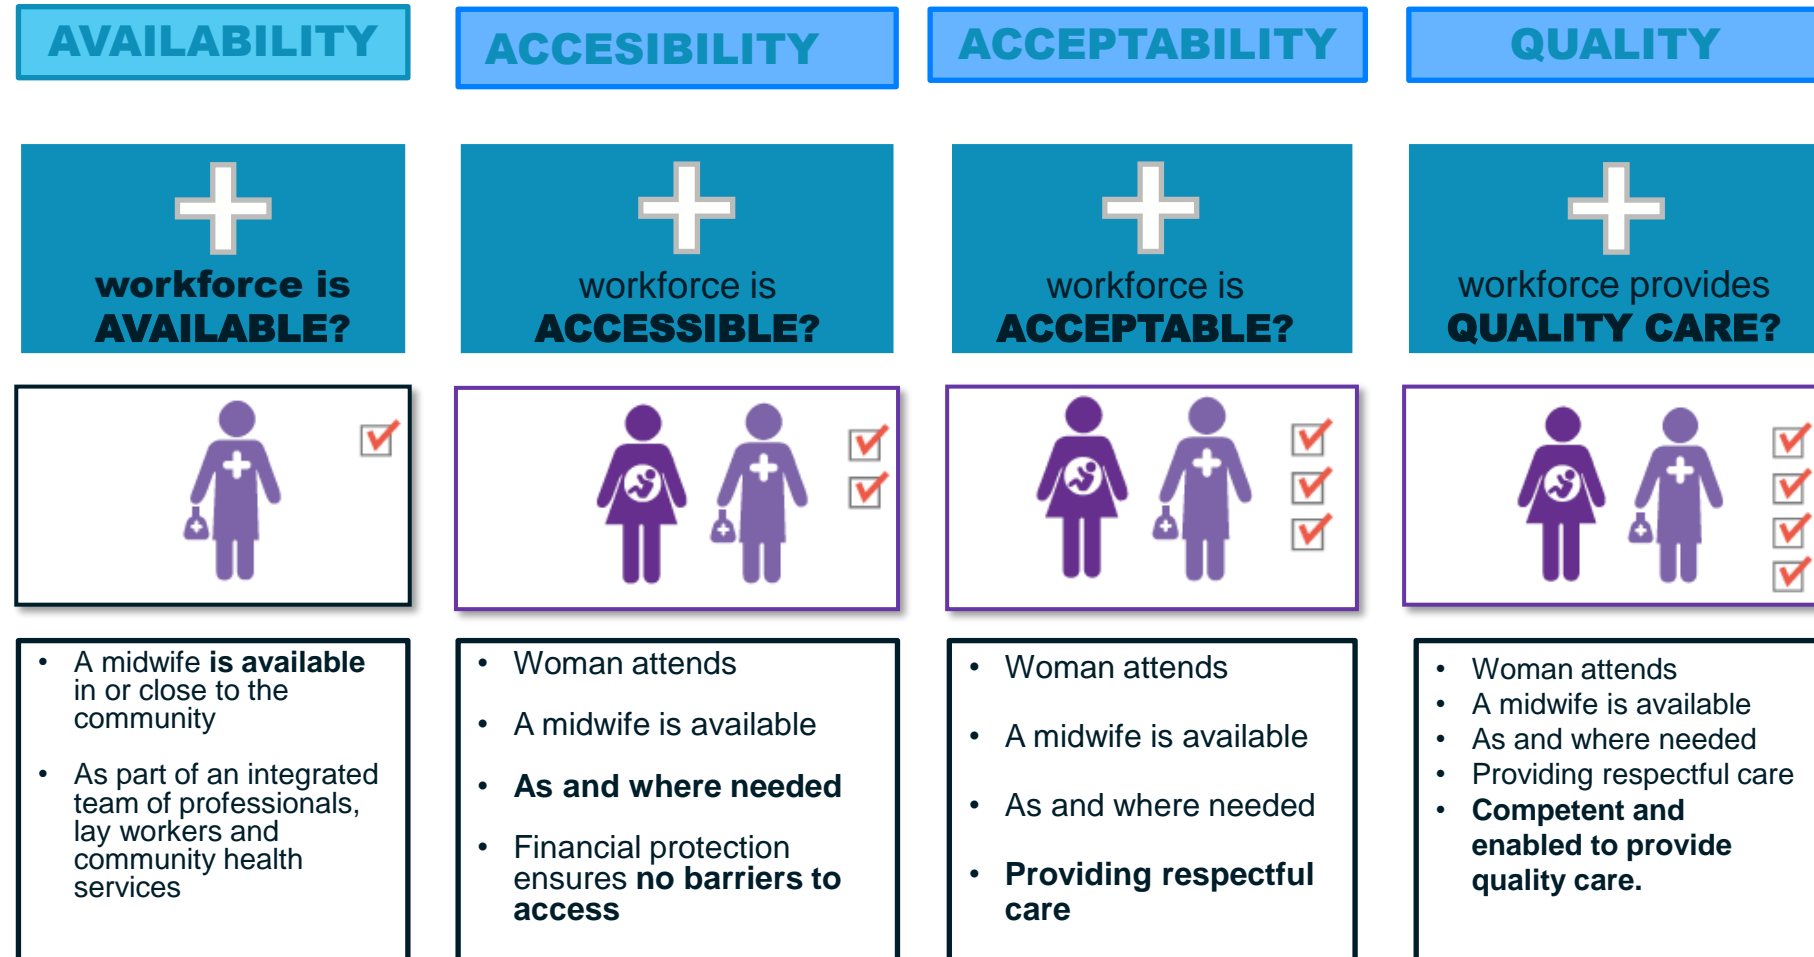 AVAILABILITY
ACCESIBILITY
ACCEPTABILITY
QUALITY
workforce is
AVAILABLE?
workforce is
ACCESSIBLE?
workforce is
ACCEPTABLE?
workforce provides
QUALITY CARE?
• A midwife is available
in or close to the
community
• As part of an integrated
team of professionals,
lay workers and
community health
services
• Woman attends
• A midwife is available
• As and where needed
• Financial protection
ensures no barriers to
access
• Woman attends
• A midwife is available
• As and where needed
• Providing respectful
care
• Woman attends
• A midwife is available
• As and where needed
• Providing respectful care
• Competent and
enabled to provide
quality care.